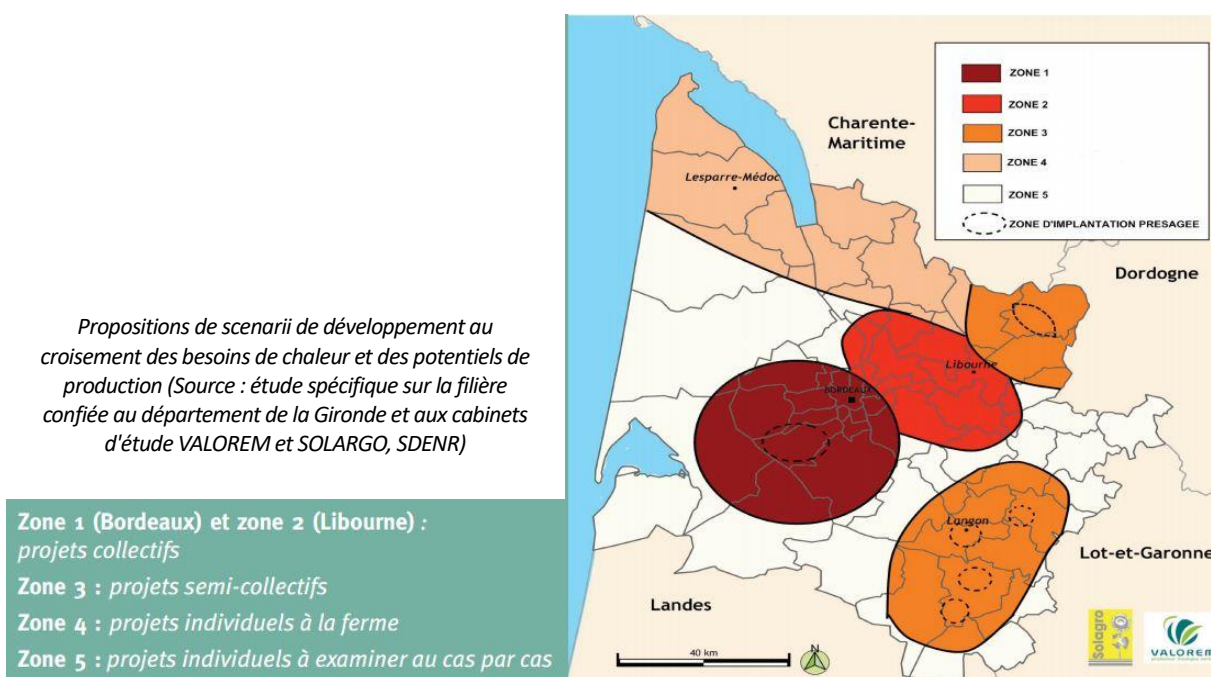 Propositions de scenarii de développement au
croisement des besoins de chaleur et des potentiels de
production (Source : étude spécifique sur la filière
confiée au département de la Gironde et aux cabinets
d'étude VALOREM et SOLARGO, SDENR)
Zone 1 (Bordeaux) et zone 2 (Libourne) :
projets collectifs
Zone 3 : projets semi-collectifs
Zone 4 : projets individuels à la ferme
Zone 5 : projets individuels à examiner au cas par cas
ZONE 1
ZONE 2
ZONE 3
ZONE 4
ZONE 5
ZONE D'IMPLANTATION PRESAGEE
Charente-
Maritime
Lesparre-Médoc
Dordogne
Libourne
BORDEAUX
Langon
Lot-et-Garonne
Landes
40 km
N
Solagro
VALOREM